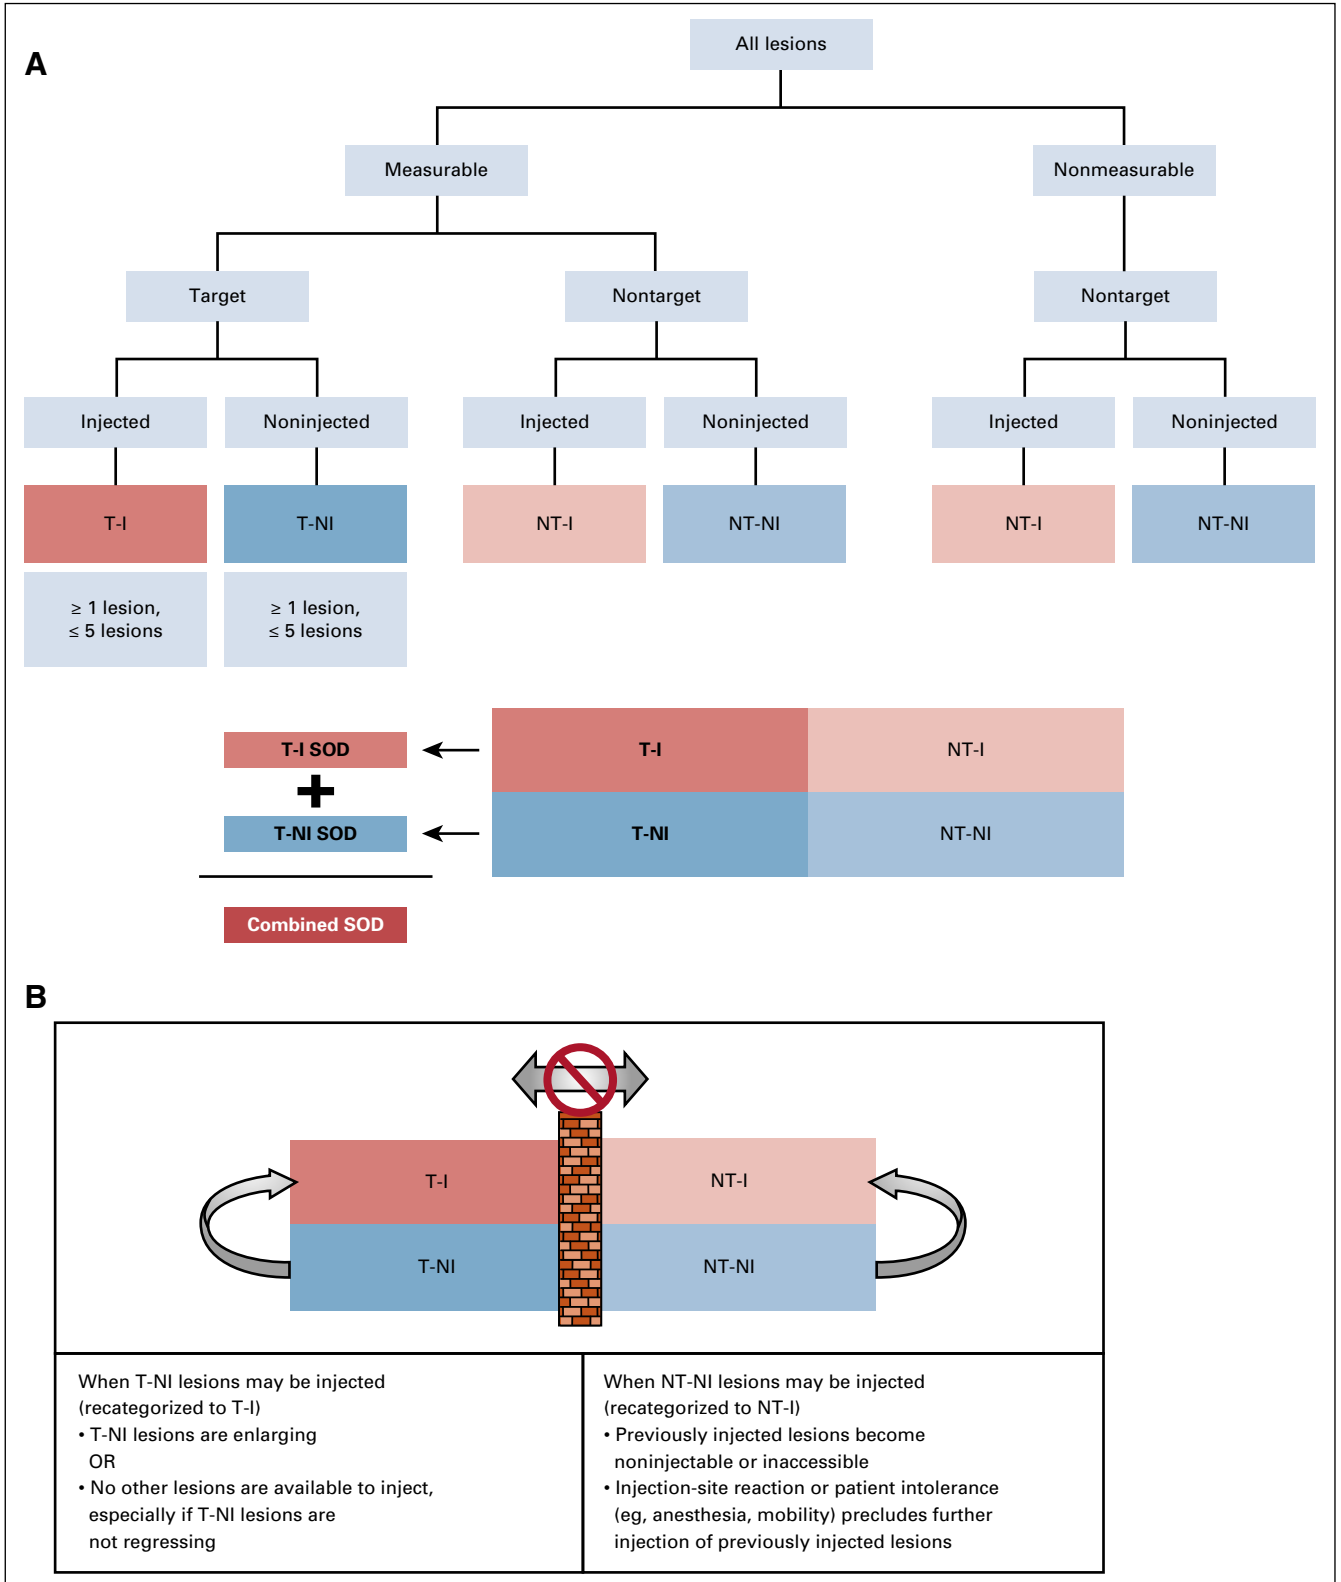 A
All lesions
Measurable
Nonmeasurable
Target
Nontarget
Nontarget
Injected
Noninjected
Injected
Noninjected
Injected
Noninjected
T-I
T-NI
NT-I
NT-NI
NT-I
NT-NI
≥ 1 lesion,
≤ 5 lesions
≥ 1 lesion,
≤ 5 lesions
T-I SOD
T-I
NT-I
+
T-NI SOD
T-NI
NT-NI
Combined SOD
B
T-I
NT-I
T-NI
NT-NI
When T-NI lesions may be injected
(recategorized to T-I)
• T-NI lesions are enlarging
OR
• No other lesions are available to inject,
especially if T-NI lesions are
not regressing
When NT-NI lesions may be injected
(recategorized to NT-I)
• Previously injected lesions become
noninjectable or inaccessible
• Injection-site reaction or patient intolerance
(eg, anesthesia, mobility) precludes further
injection of previously injected lesions